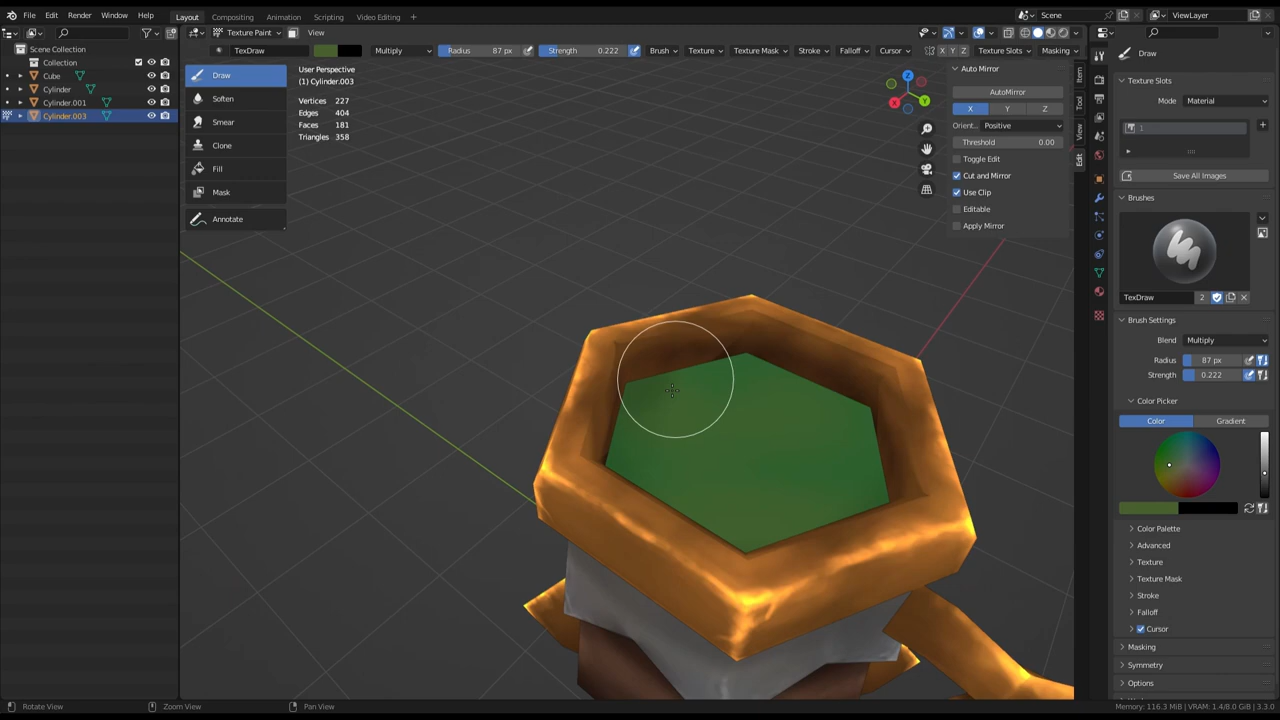 File Edit Render Window Help Layout Compositing Animation Scripting Video Editing + Scene ViewLayer
Texture Paint View
TexDraw Multiply Radius 87 px Strength 0.222 Brush Texture Texture Mask Stroke Falloff Cursor X Y Z Texture Slots Masking
Scene Collection
Collection
Cube
Cylinder
Cylinder.001
Cylinder.003
Draw
Soften
Smear
Clone
Fill
Mask
Annotate
User Perspective
(1) Cylinder.003
Vertices 227
Edges 404
Faces 181
Triangles 358
Z
Y
X
Auto Mirror
AutoMirror
X Y Z
Orient.. Positive
Threshold 0.00
Toggle Edit
Cut and Mirror
Use Clip
Editable
Apply Mirror
Item
Tool
View
Edit
Draw
Texture Slots
Mode Material
1
Save All Images
Brushes
TexDraw 2
Brush Settings
Blend Multiply
Radius 87 px
Strength 0.222
Color Picker
Color Gradient
Color Palette
Advanced
Texture
Texture Mask
Stroke
Falloff
Cursor
Masking
Symmetry
Options
Rotate View Zoom View Pan View Memory: 116.3 MiB | VRAM: 1.4/8.0 GiB | 3.3.0